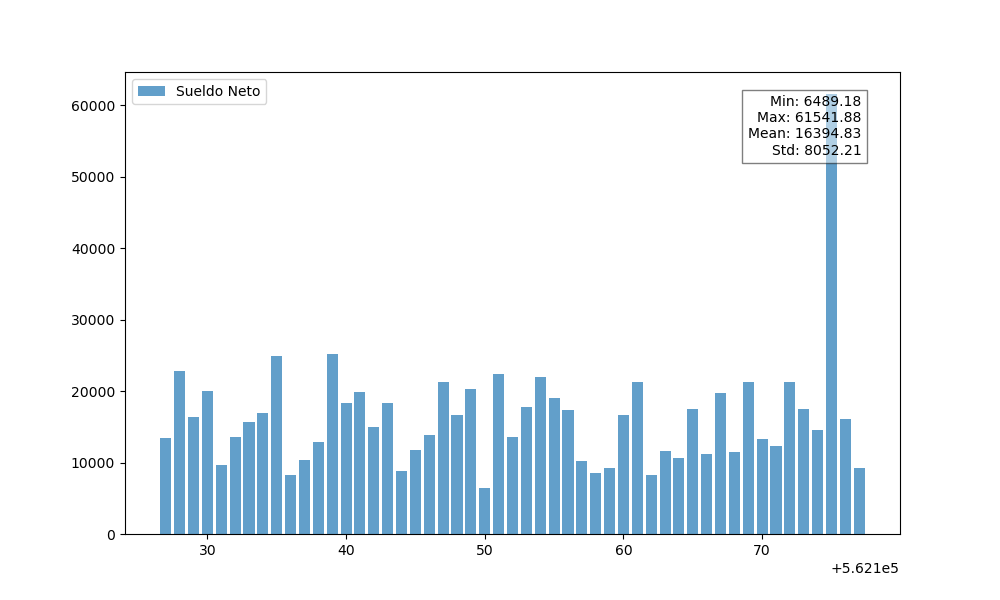 Sueldo Neto
Min: 6489.18
Max: 61541.88
Mean: 16394.83
Std: 8052.21
60000
50000
40000
30000
20000
10000
0
30 40 50 60 70
+5.621e5